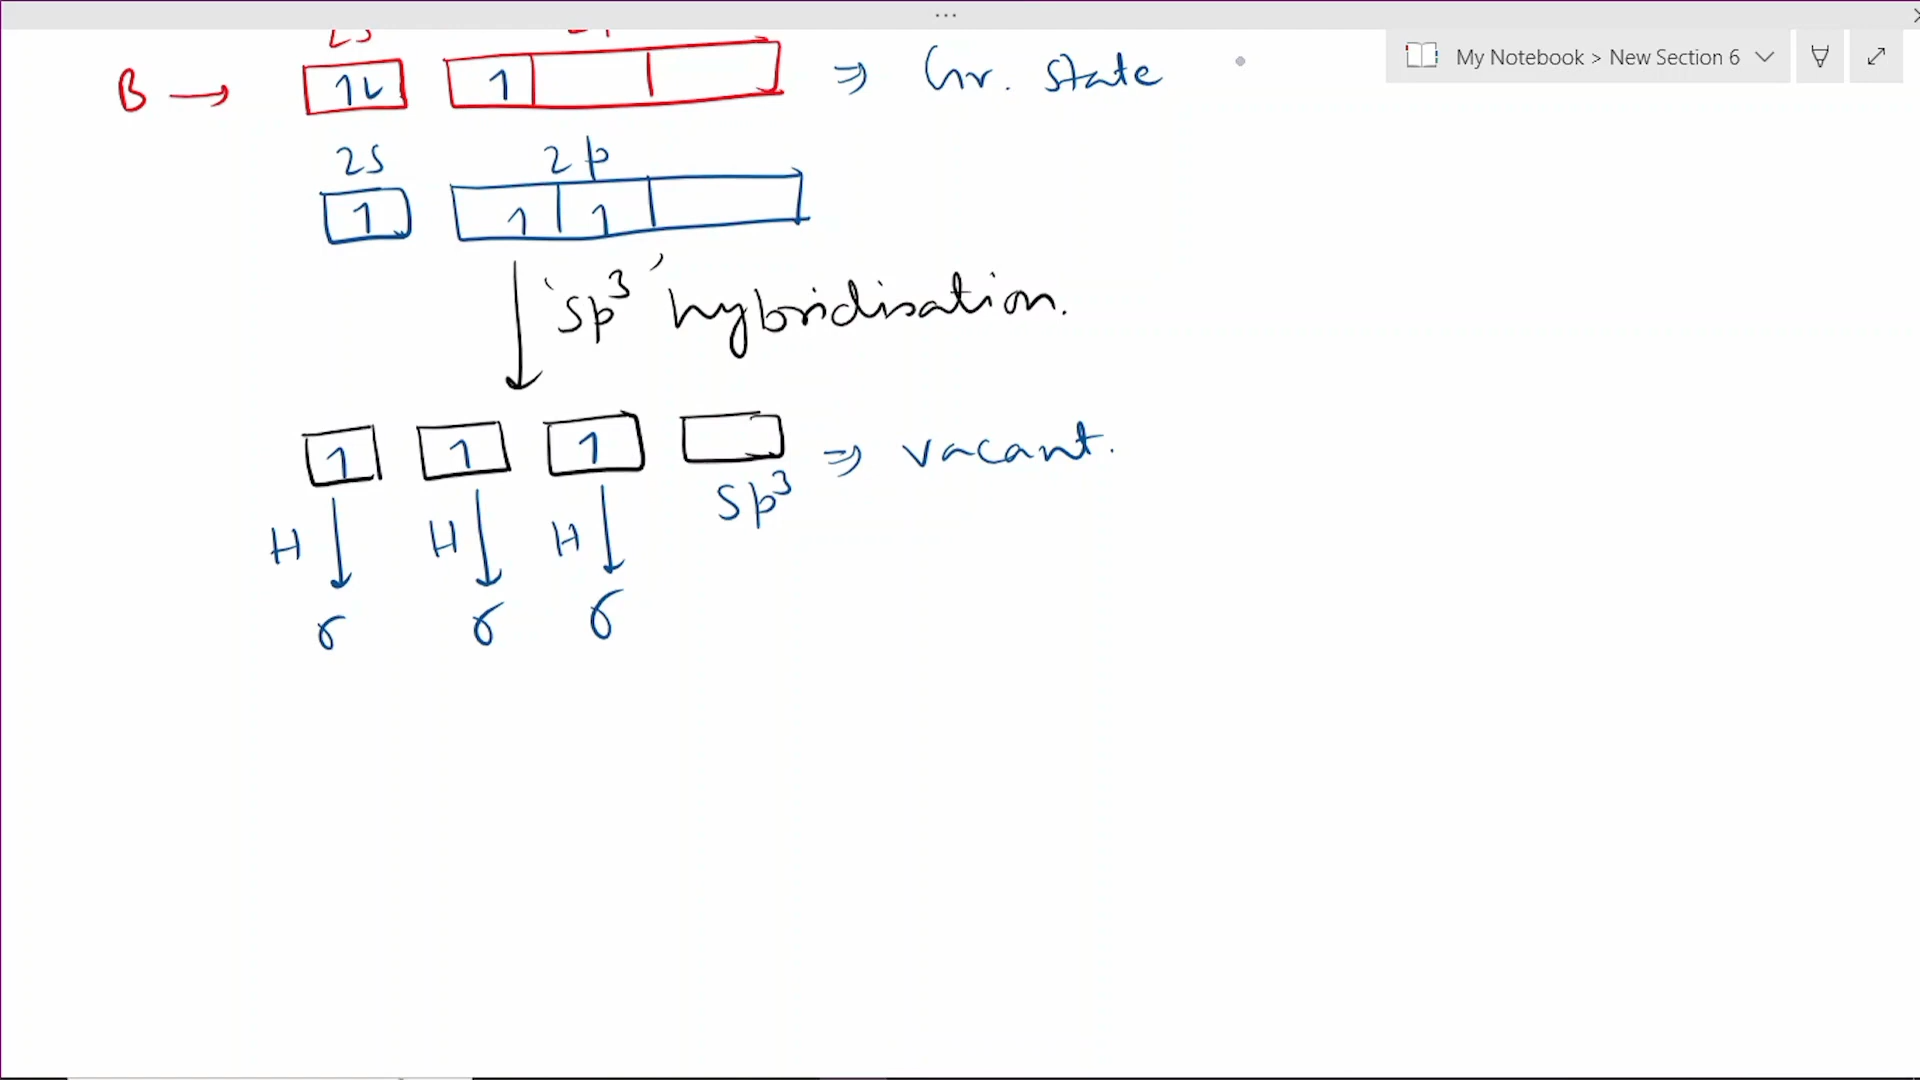 My Notebook > New Section 6
B → 1L 1 ⇒ Gr. state
2s 2p
1 1 1
'sp³' hybridisation.
1 1 1 ⇒ vacant.
sp³
H H H
σ σ σ